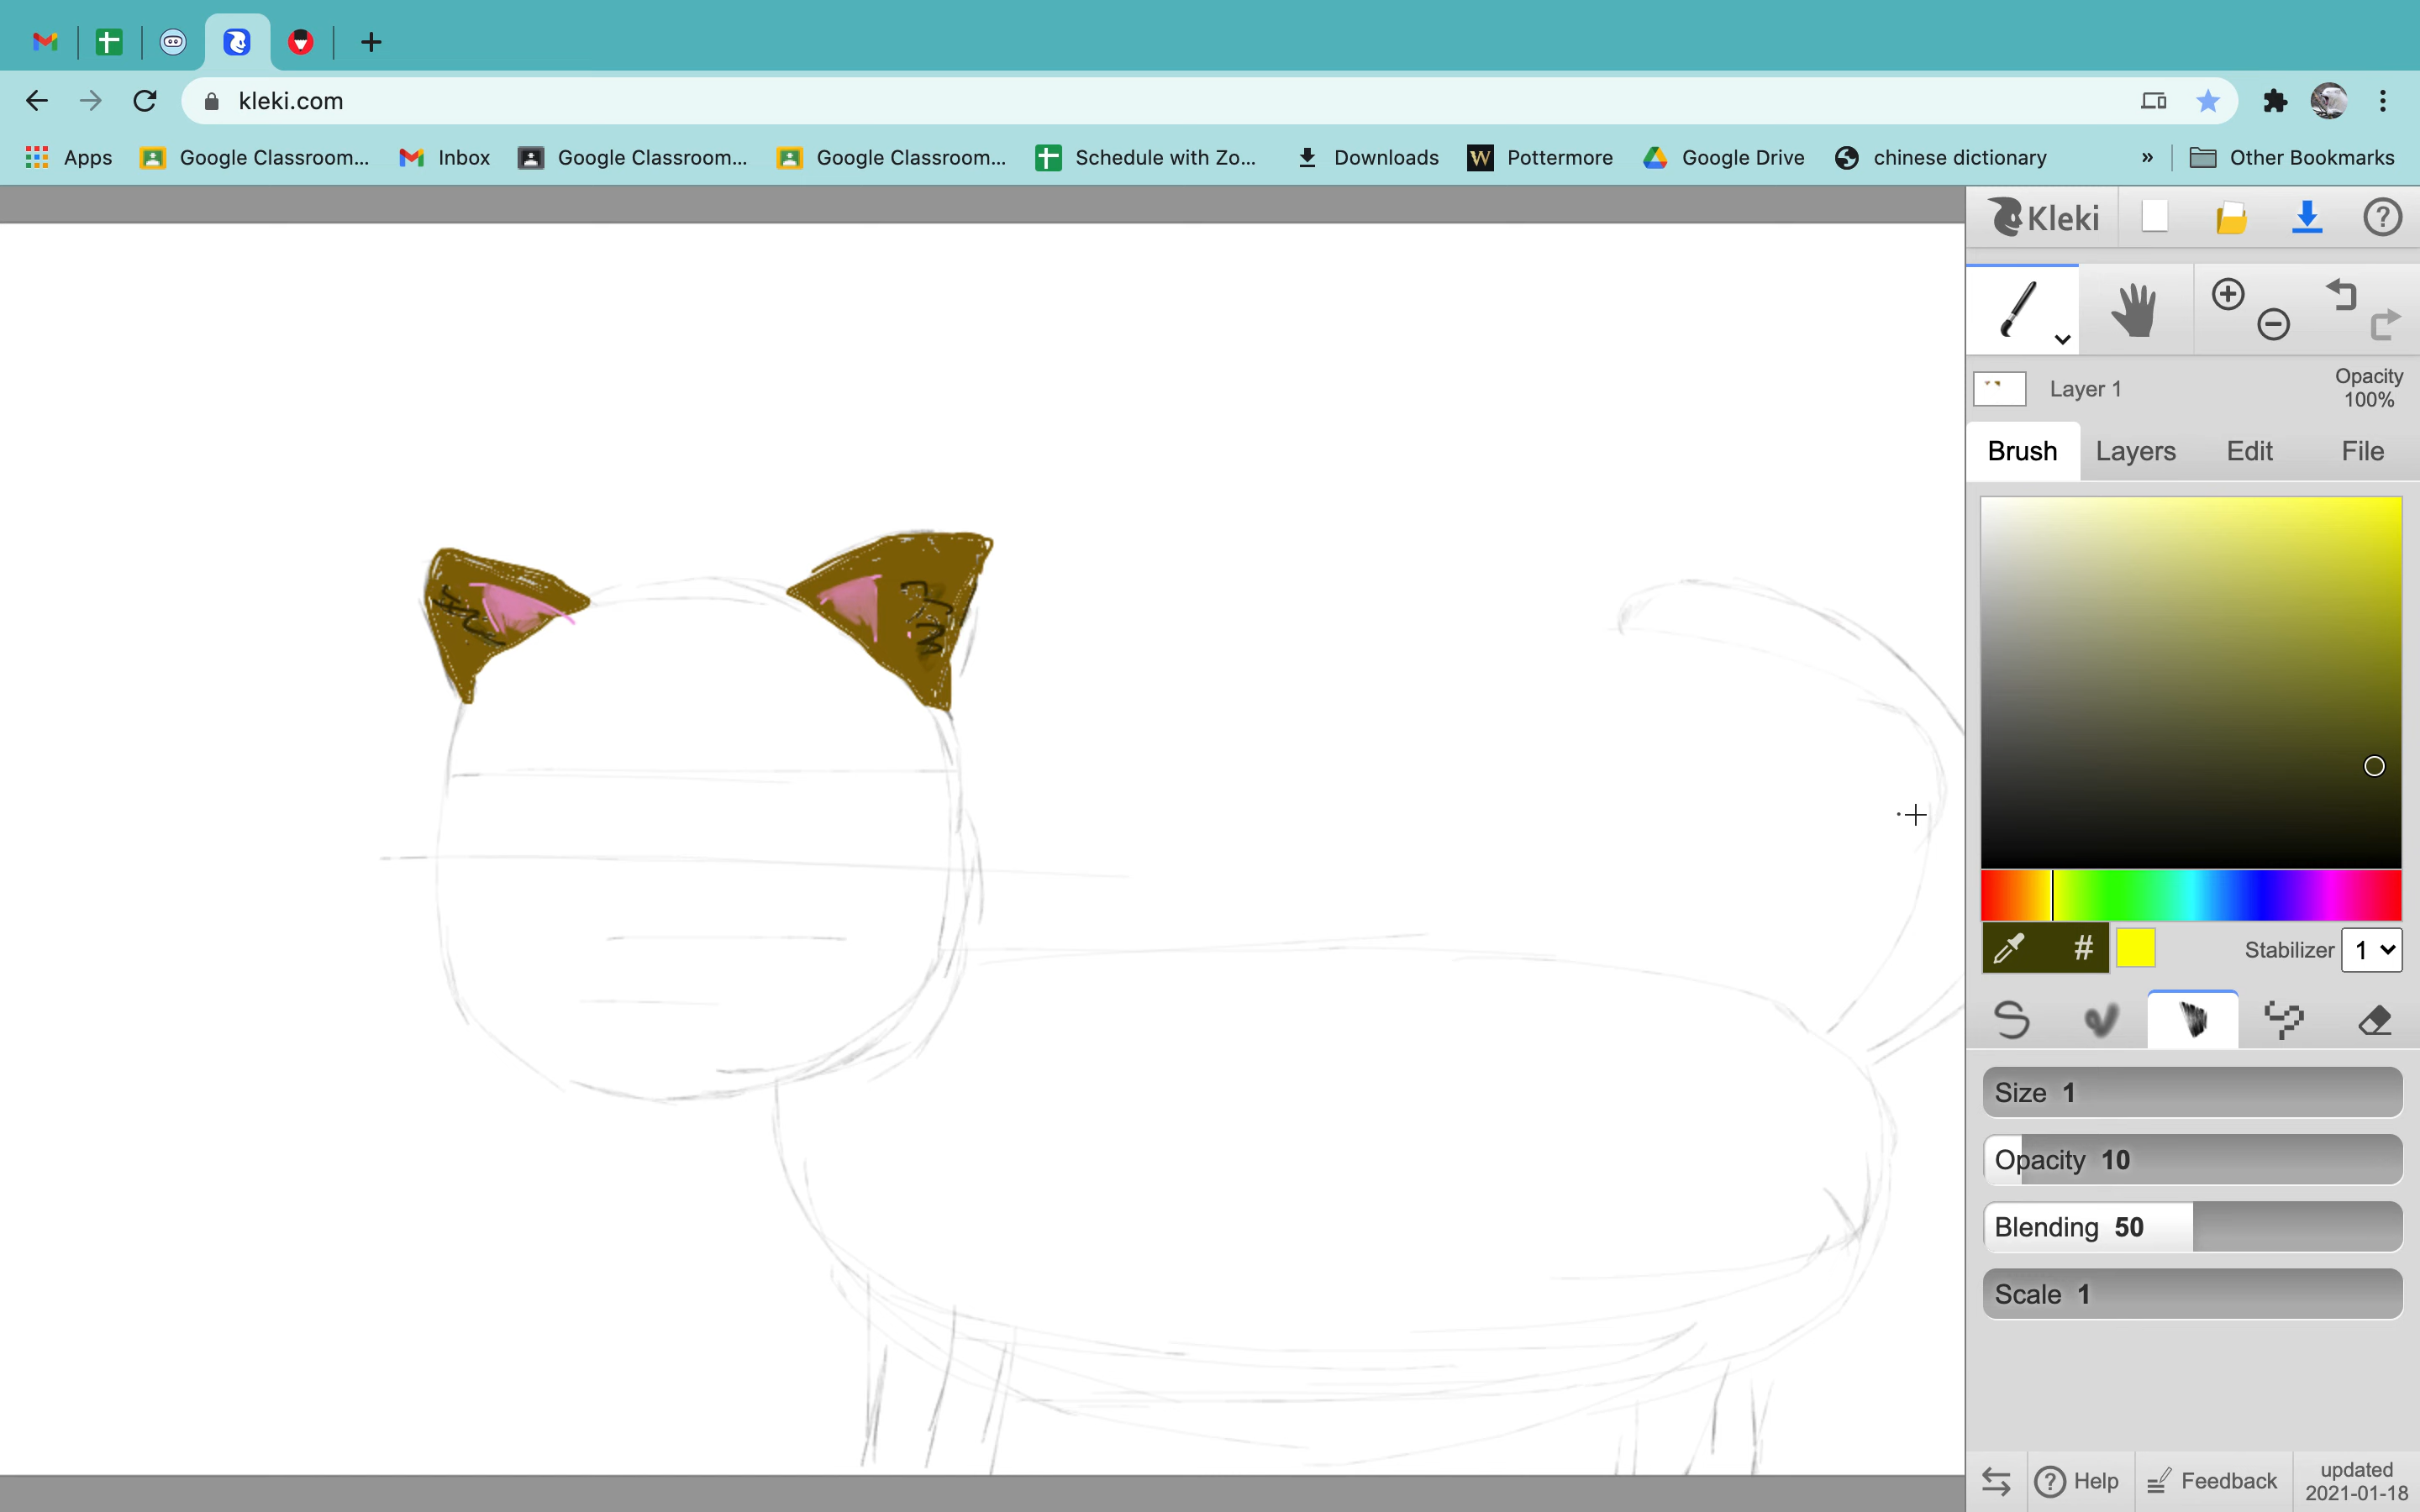 kleki.com
Apps Google Classroom... Inbox Google Classroom... Google Classroom... Schedule with Zo... Downloads Pottermore Google Drive chinese dictionary » Other Bookmarks
Kleki
Layer 1 Opacity
100%
Brush Layers Edit File
# Stabilizer 1
Size 1
Opacity 10
Blending 50
Scale 1
Help Feedback updated
2021-01-18